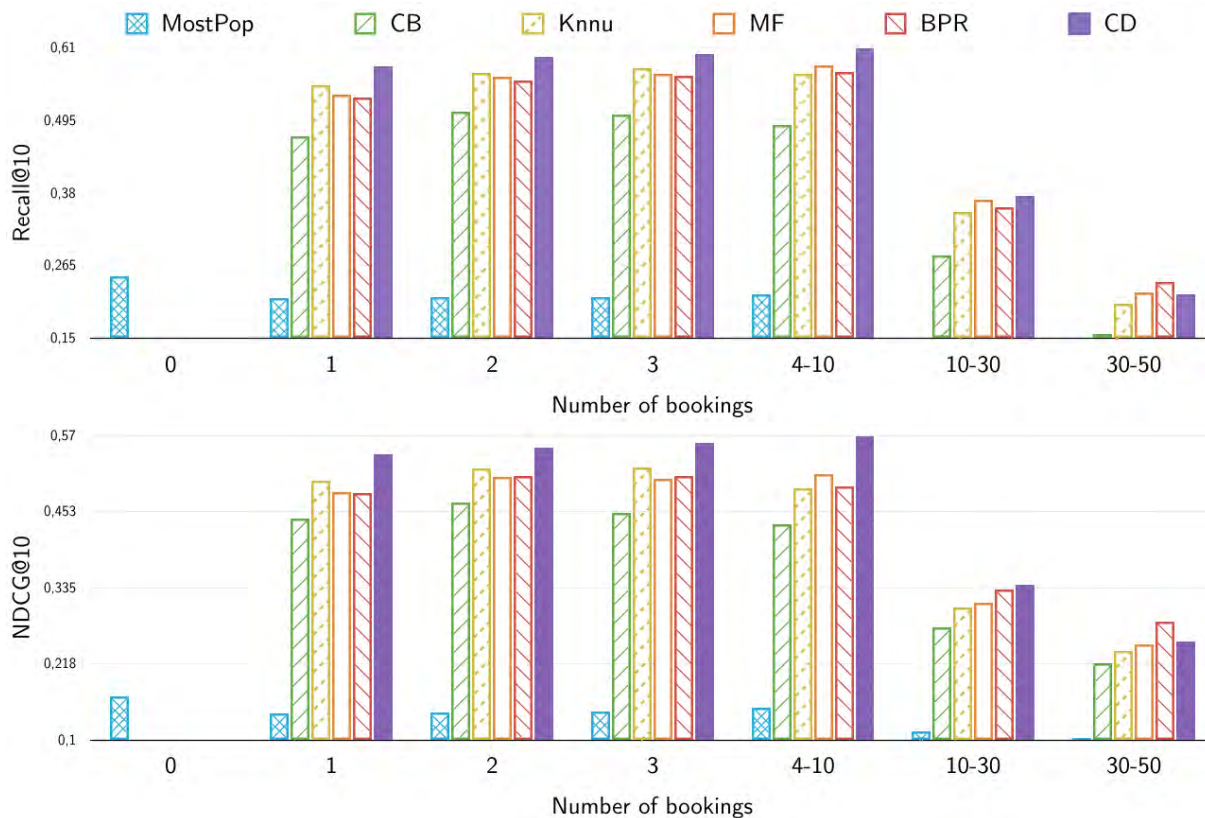 MostPop CB Knnu MF BPR CD
0,61
0,495
0,38
0,265
0,15
Recall@10
0 1 2 3 4-10 10-30 30-50
Number of bookings
0,57
0,453
0,335
0,218
0,1
NDCG@10
0 1 2 3 4-10 10-30 30-50
Number of bookings